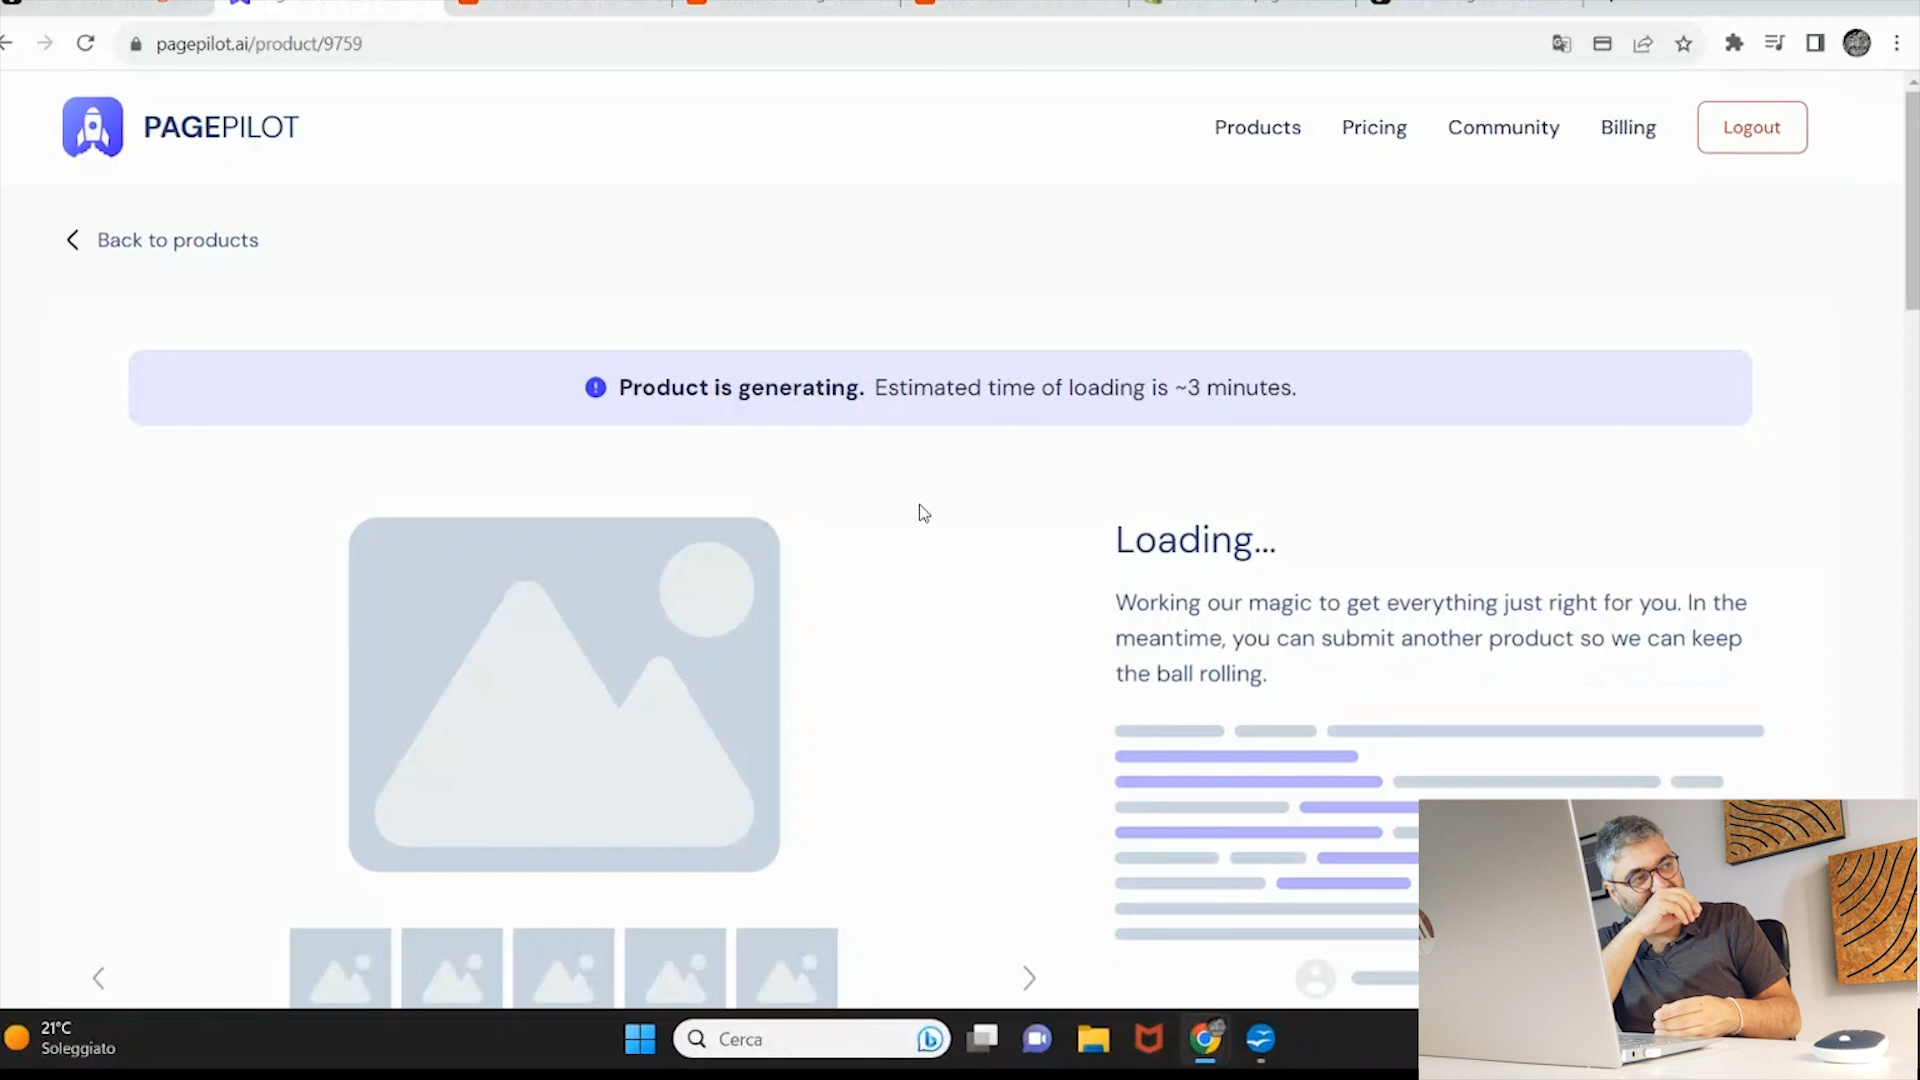 pagepilot.ai/product/9759
PAGEPILOT
Products
Pricing
Community
Billing
Logout
Back to products
Product is generating. Estimated time of loading is ~3 minutes.
Loading...
Working our magic to get everything just right for you. In the
meantime, you can submit another product so we can keep
the ball rolling.
21°C
Soleggiato
Cerca